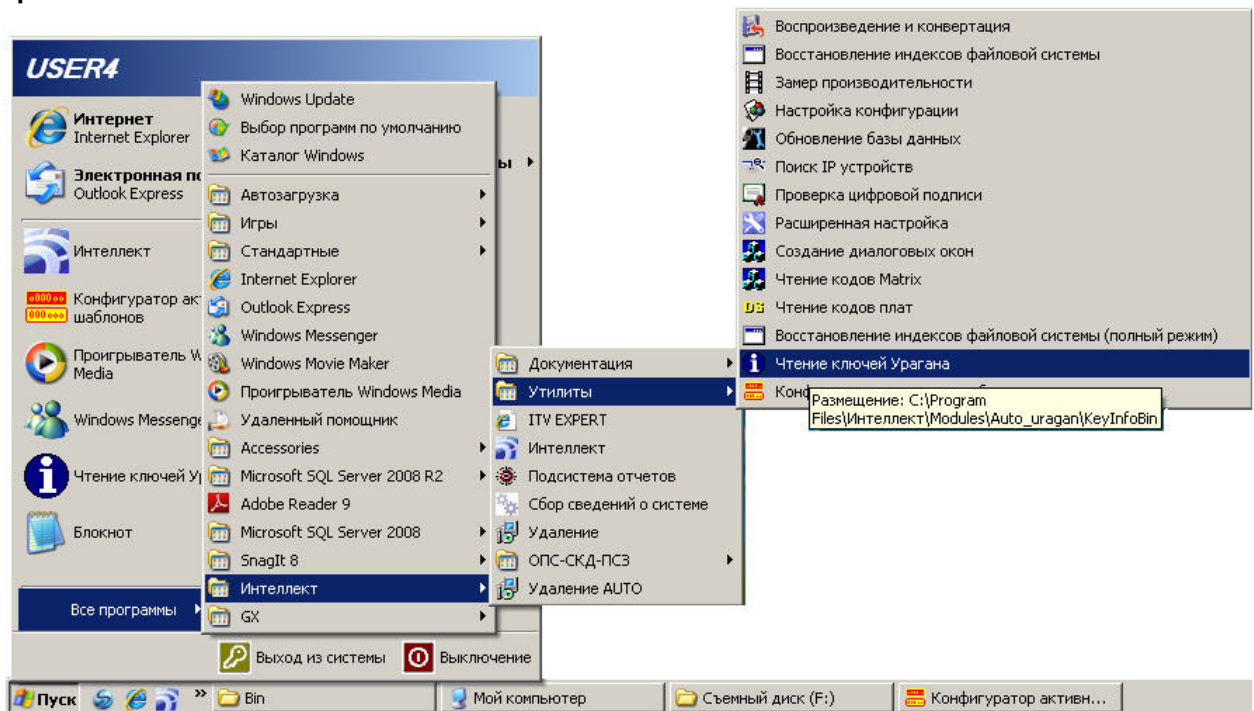 USER4
Интернет
Internet Explorer
Электронная по
Outlook Express
Интеллект
Конфигуратор ак
шаблонов
Проигрыватель W
Media
Windows Messenge
Чтение ключей У
Блокнот
Все программы
ы
Windows Update
Выбор программ по умолчанию
Каталог Windows
Автозагрузка
Игры
Стандартные
Internet Explorer
Outlook Express
Windows Messenger
Windows Movie Maker
Проигрыватель Windows Media
Удаленный помощник
Accessories
Microsoft SQL Server 2008 R2
Adobe Reader 9
Microsoft SQL Server 2008
SnagIt 8
Интеллект
GX
Документация
Утилиты
ITV EXPERT
Интеллект
Подсистема отчетов
Сбор сведений о системе
Удаление
ОПС-СКД-ПСЗ
Удаление AUTO
Воспроизведение и конвертация
Восстановление индексов файловой системы
Замер производительности
Настройка конфигурации
Обновление базы данных
Поиск IP устройств
Проверка цифровой подписи
Расширенная настройка
Создание диалоговых окон
Чтение кодов Matrix
Чтение кодов плат
Восстановление индексов файловой системы (полный режим)
Чтение ключей Урагана
Конф
Размещение: C:\Program
Files\Интеллект\Modules\Auto_uragan\KeyInfoBin
Выход из системы
Выключение
Пуск
»
Bin
Мой компьютер
Съемный диск (F:)
Конфигуратор активн...